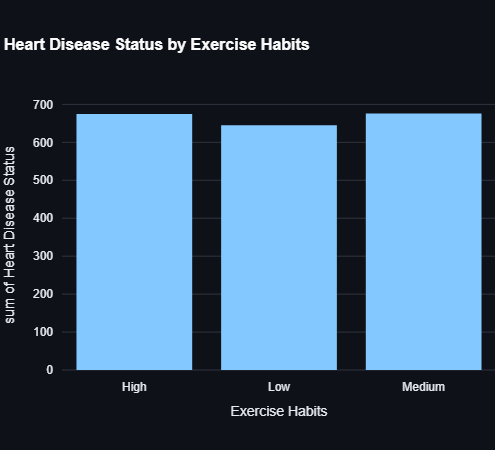 Heart Disease Status by Exercise Habits
sum of Heart Disease Status
700
600
500
400
300
200
100
0
High Low Medium
Exercise Habits